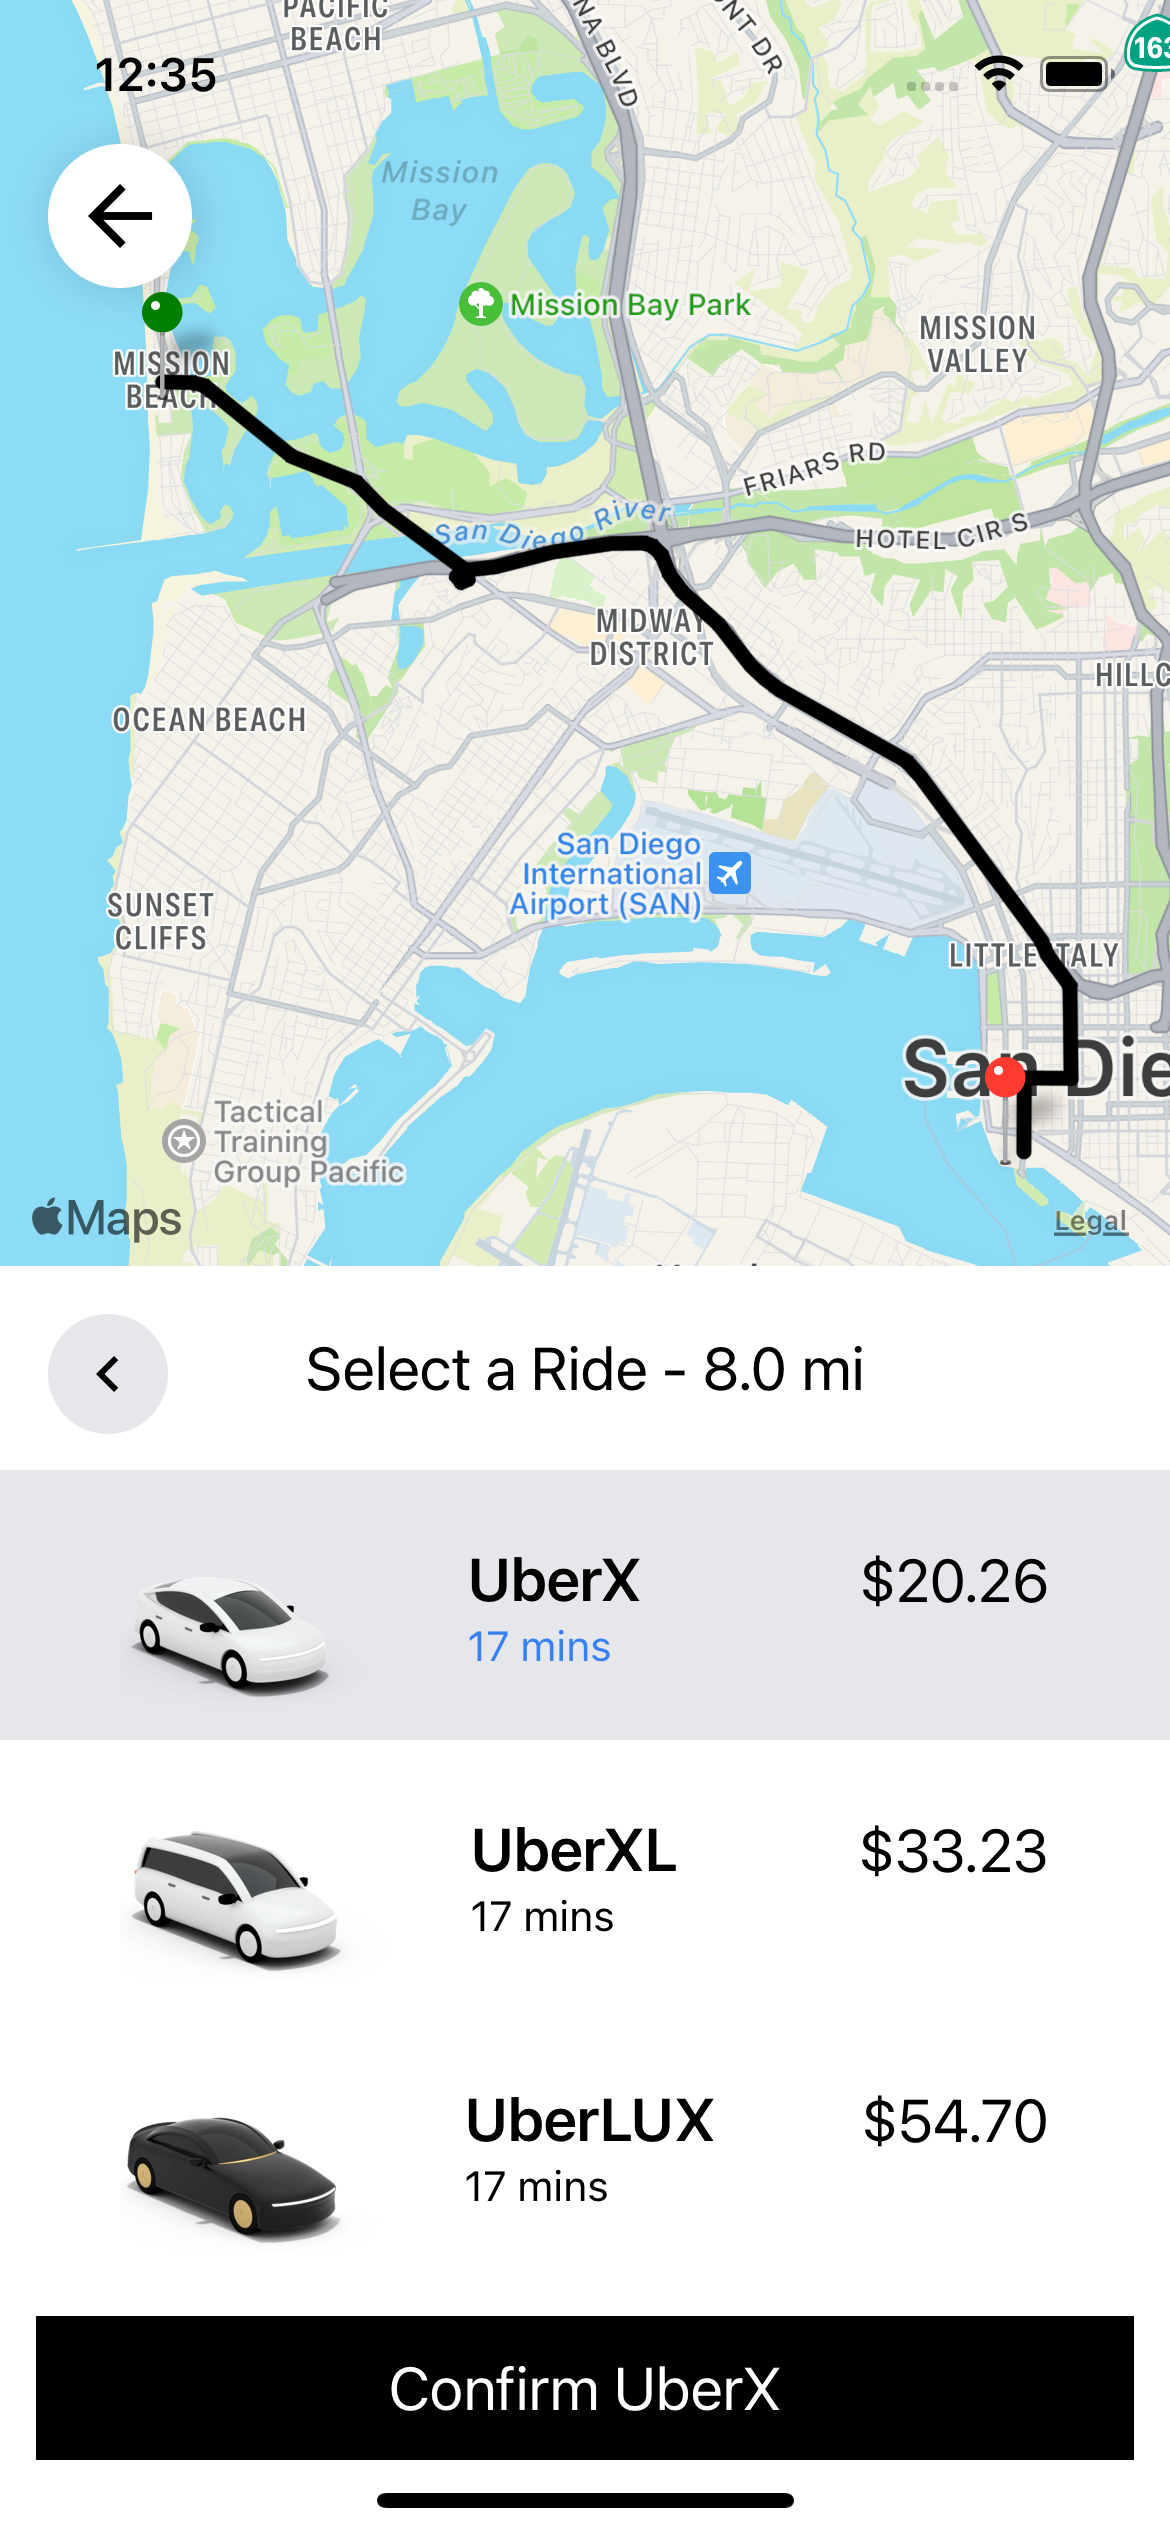 PACIFIC
BEACH
NA BLVD
NT DR
163
12:35
Mission
Bay
Mission Bay Park
MISSION
VALLEY
MISSION
BEACH
FRIARS RD
San Diego River
HOTEL CIR S
MIDWAY
DISTRICT
HILLC
OCEAN BEACH
San Diego
International
Airport (SAN)
SUNSET
CLIFFS
LITTLE ITALY
San Die
Tactical
Training
Group Pacific
Maps
Legal
Select a Ride - 8.0 mi
UberX
$20.26
17 mins
UberXL
$33.23
17 mins
UberLUX
$54.70
17 mins
Confirm UberX